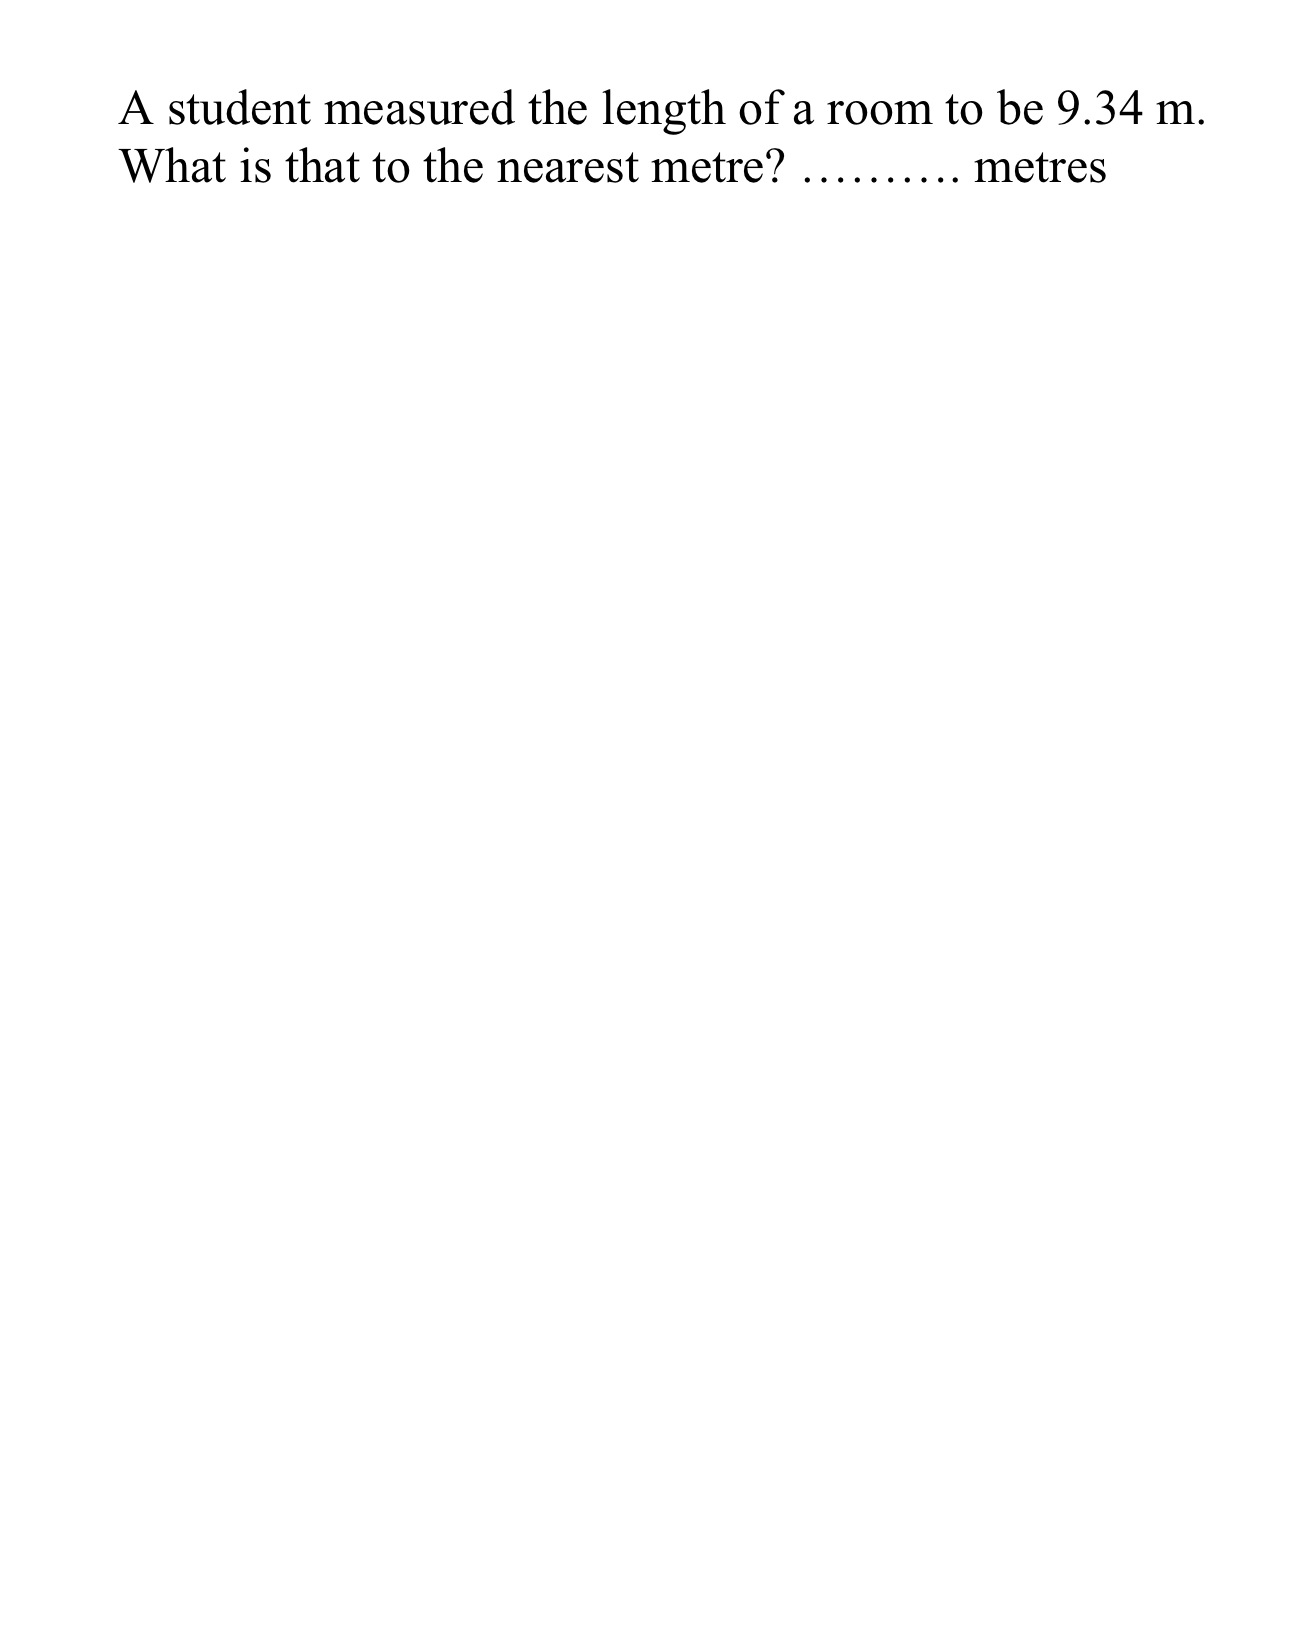 A student measured the length of a room to be 9.34 m.
What is that to the nearest metre? ………. metres